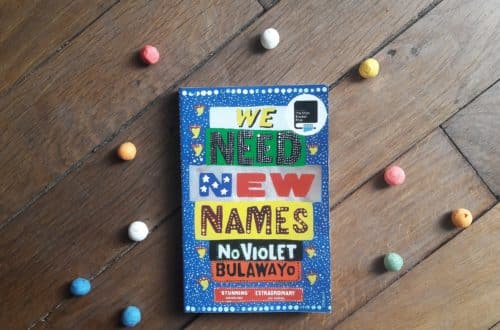 WE
NEED
NEW
NAMES
NOVIOLET
BULAWAYO
STUNNING EXTRAORDINARY